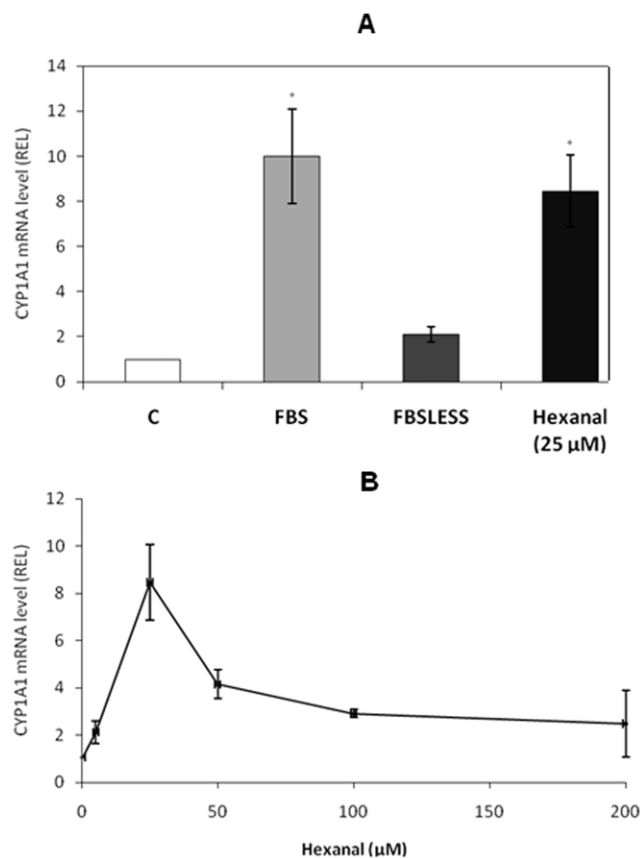 A
CYP1A1 mRNA level (REL)
14
12
10
8
6
4
2
0
*
*
C FBS FBSLESS Hexanal
(25 µM)
B
CYP1A1 mRNA level (REL)
12
10
8
6
4
2
0
0 50 100 150 200
Hexanal (µM)